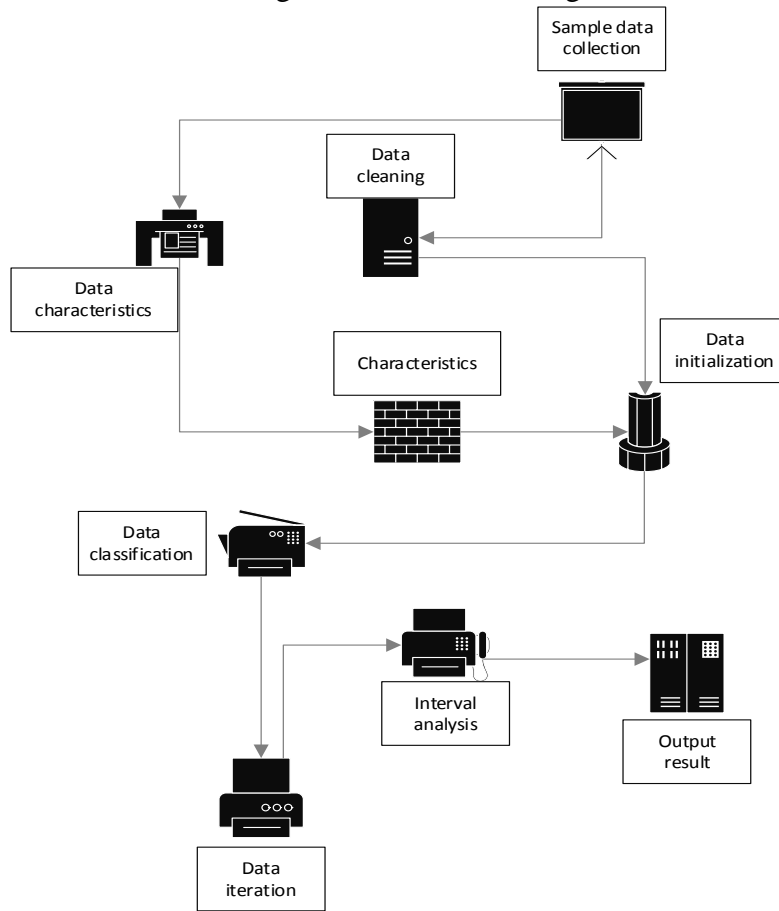 Sample data
collection
Data
cleaning
Data
characteristics
Characteristics
Data
initialization
Data
classification
Interval
analysis
Output
result
Data
iteration